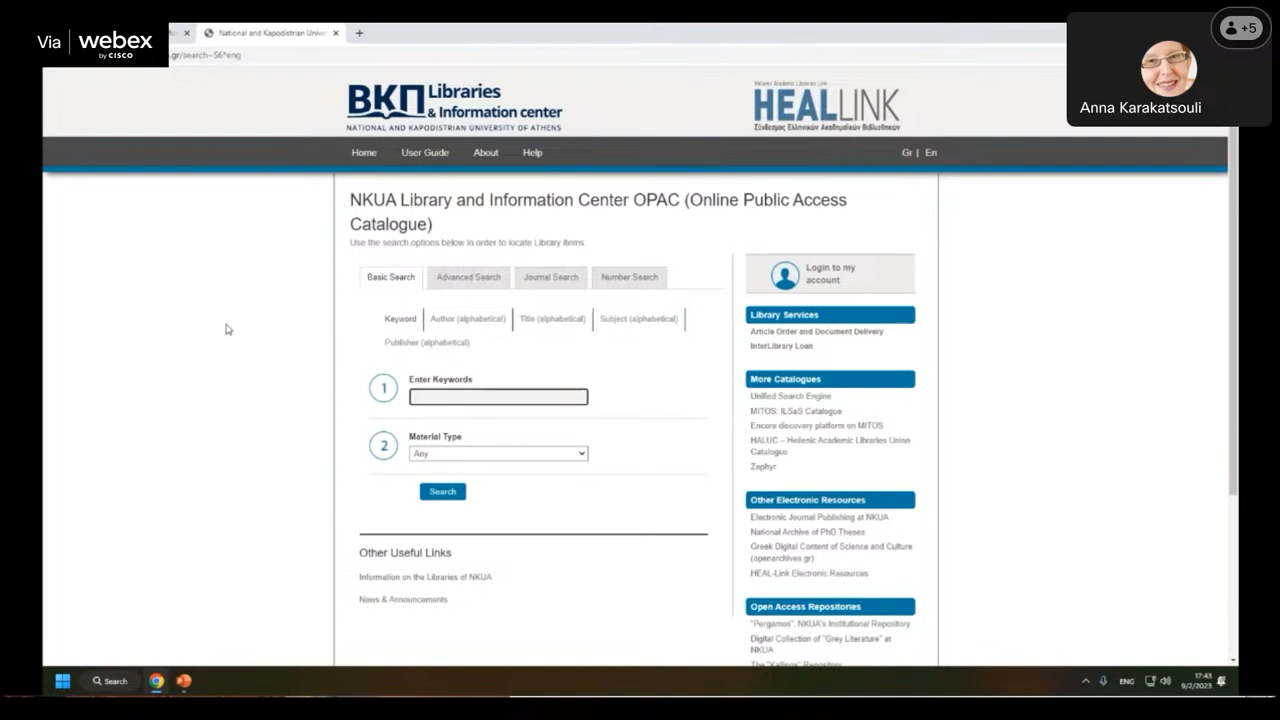 Via webex
by CISCO
National and Kapodistrian Unive
+5
.gr/search~S6*eng
Anna Karakatsouli
ΒΚΠ Libraries
& Information center
NATIONAL AND KAPODISTRIAN UNIVERSITY OF ATHENS
HEALLINK
Σύνδεσμος Ελληνικών Ακαδημαϊκών Βιβλιοθηκών
Home User Guide About Help Gr | En
NKUA Library and Information Center OPAC (Online Public Access
Catalogue)
Use the search options below in order to locate Library items.
Basic Search Advanced Search Journal Search Number Search
Keyword Author (alphabetical) Title (alphabetical) Subject (alphabetical)
Publisher (alphabetical)
1 Enter Keywords
2 Material Type
Any
Search
Other Useful Links
Information on the Libraries of NKUA
News & Announcements
Login to my
account
Library Services
Article Order and Document Delivery
InterLibrary Loan
More Catalogues
Unified Search Engine
MITOS: ILSaS Catalogue
Encore discovery platform on MITOS
HALUC – Hellenic Academic Libraries Union
Catalogue
Zephyr
Other Electronic Resources
Electronic Journal Publishing at NKUA
National Archive of PhD Theses
Greek Digital Content of Science and Culture
(openarchives.gr)
HEAL-Link Electronic Resources
Open Access Repositories
"Pergamos", NKUA's Institutional Repository
Digital Collection of "Grey Literature" at
NKUA
The "Kallipos" Repository
Search
ENG
17:43
9/2/2023